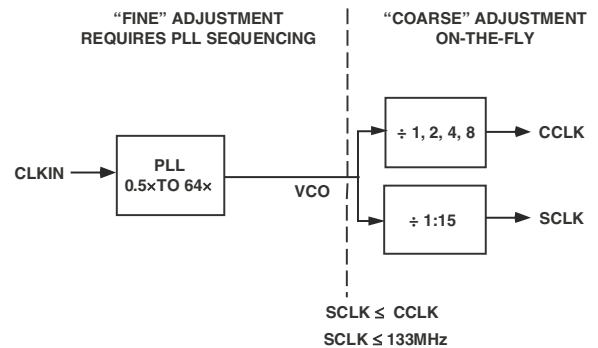 “FINE” ADJUSTMENT
REQUIRES PLL SEQUENCING
“COARSE” ADJUSTMENT
ON-THE-FLY
CLKIN
PLL
0.5×TO 64×
VCO
÷ 1, 2, 4, 8
CCLK
÷ 1:15
SCLK
SCLK ≤ CCLK
SCLK ≤ 133MHz